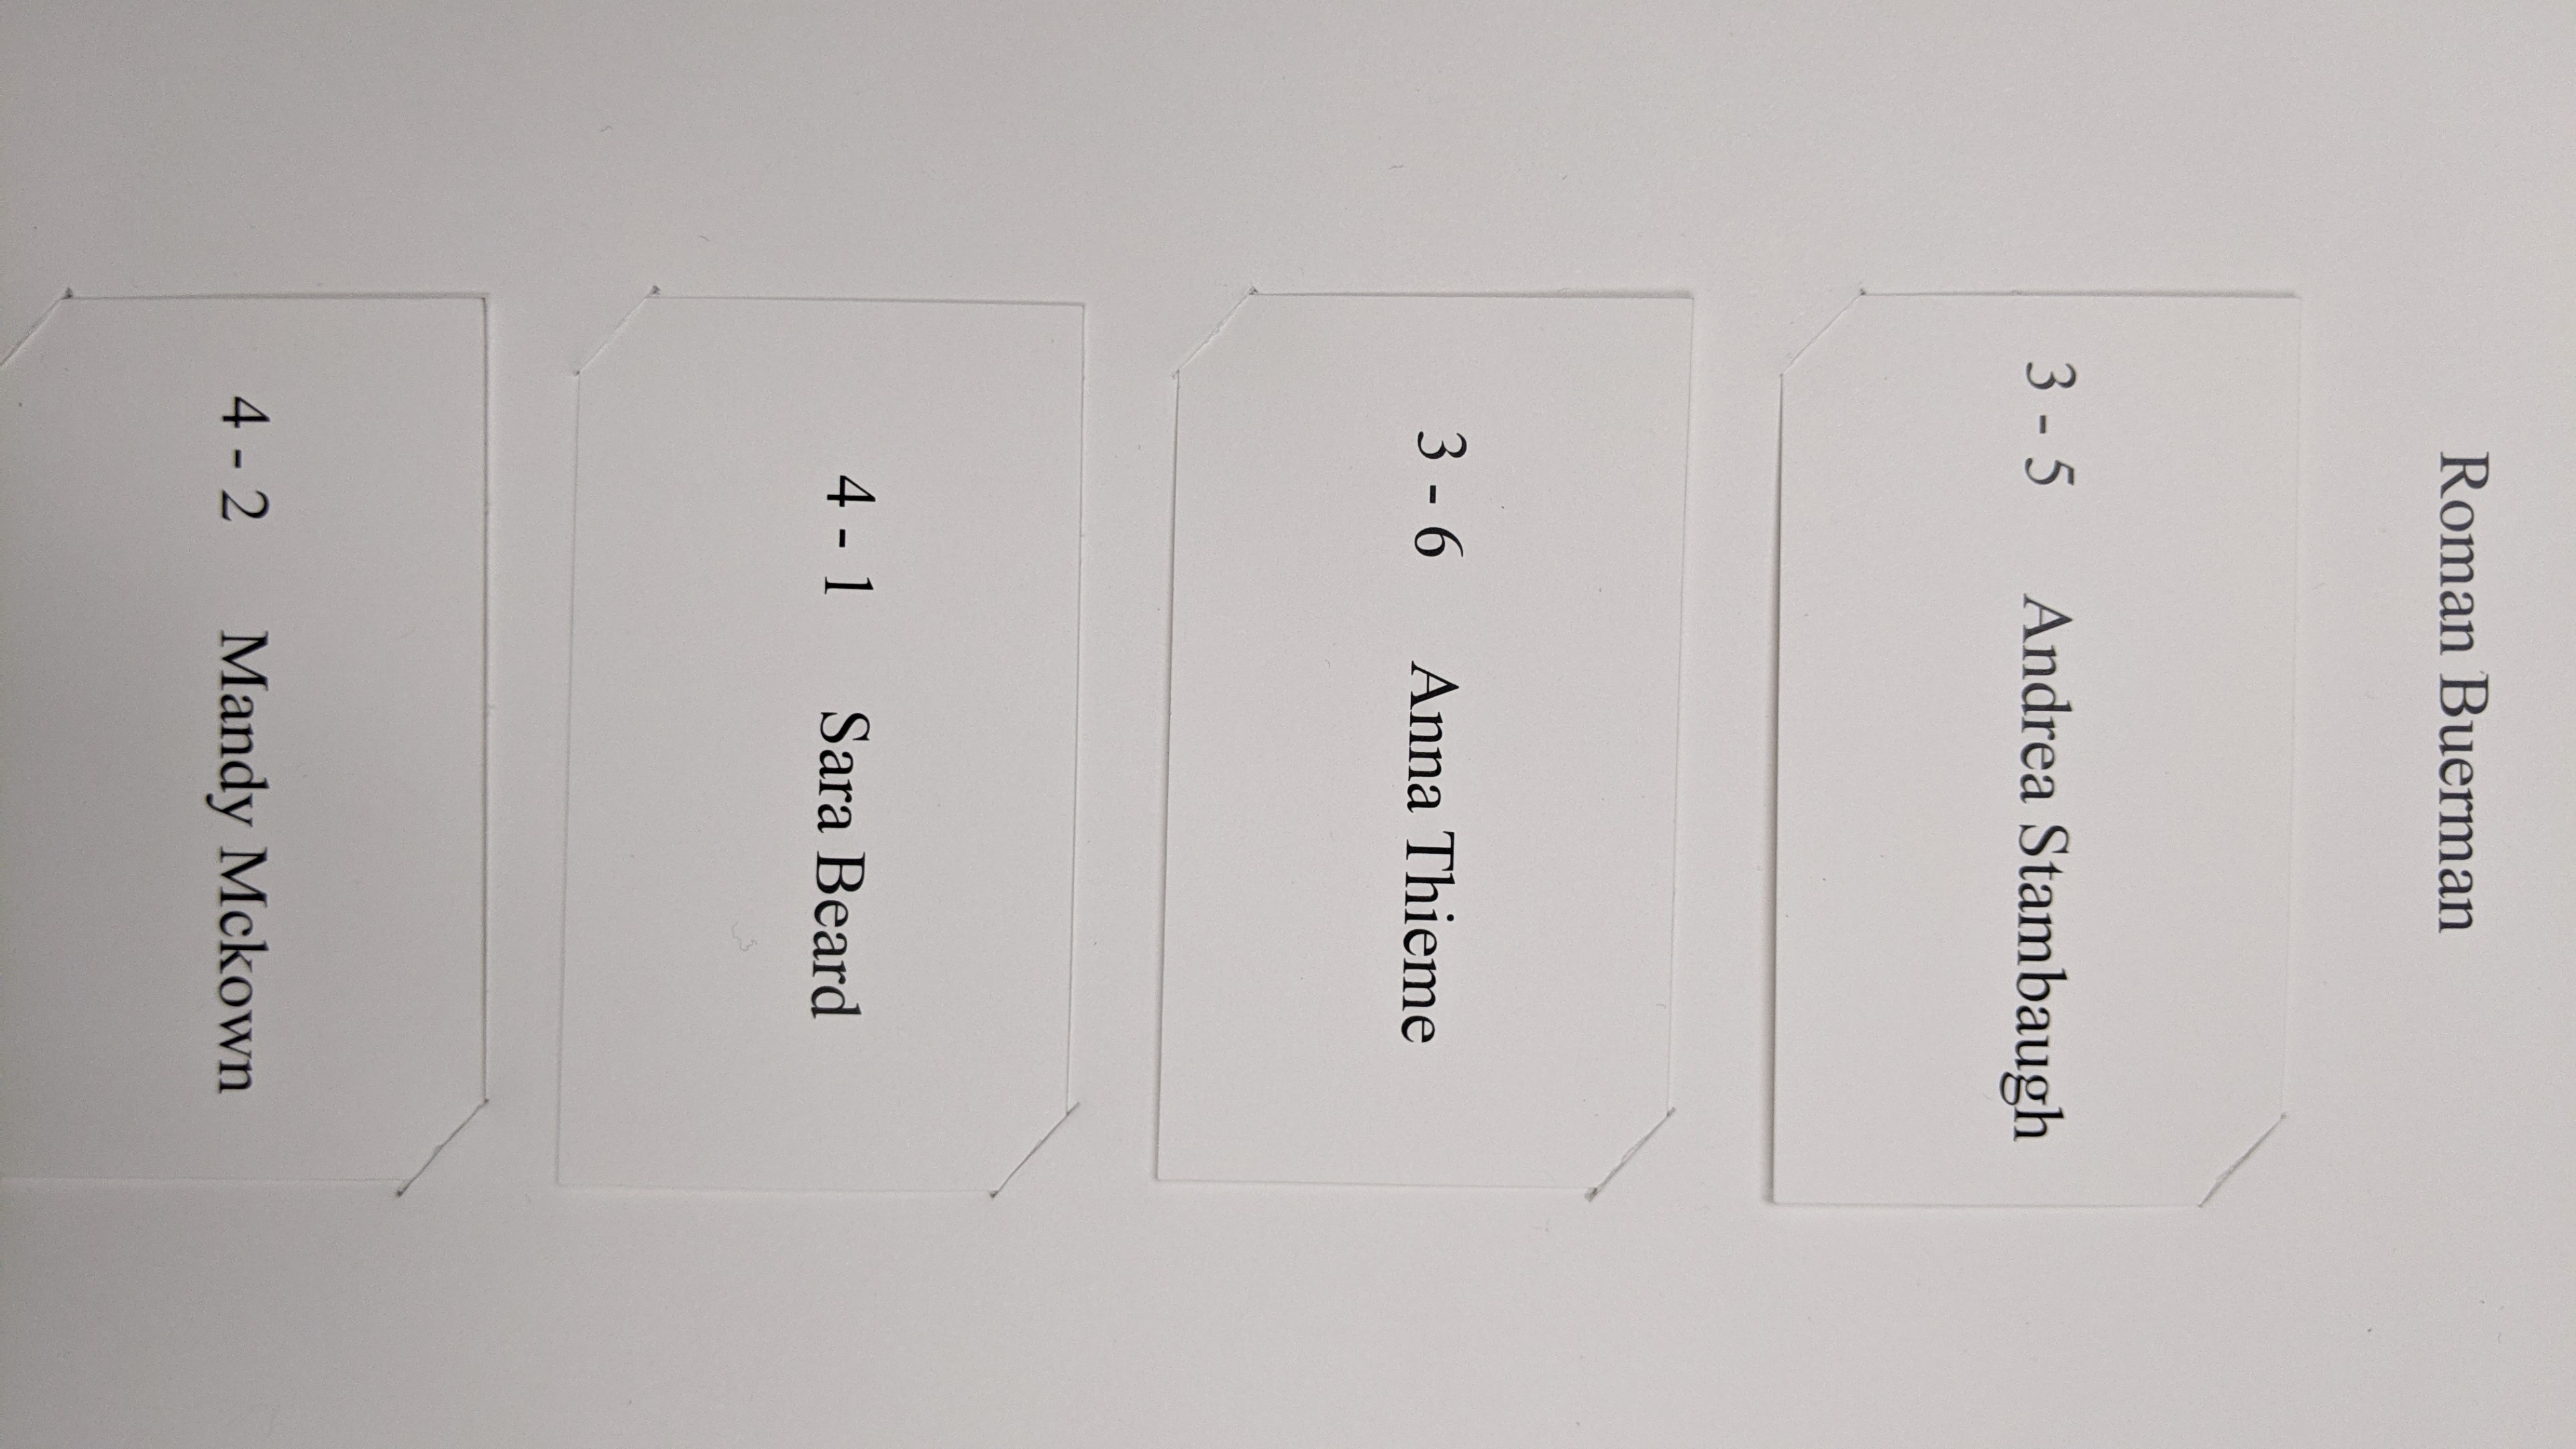 Roman Buerman
3 - 5 Andrea Stambaugh
3 - 6 Anna Thieme
4 - 1 Sara Beard
4 - 2 Mandy Mckown